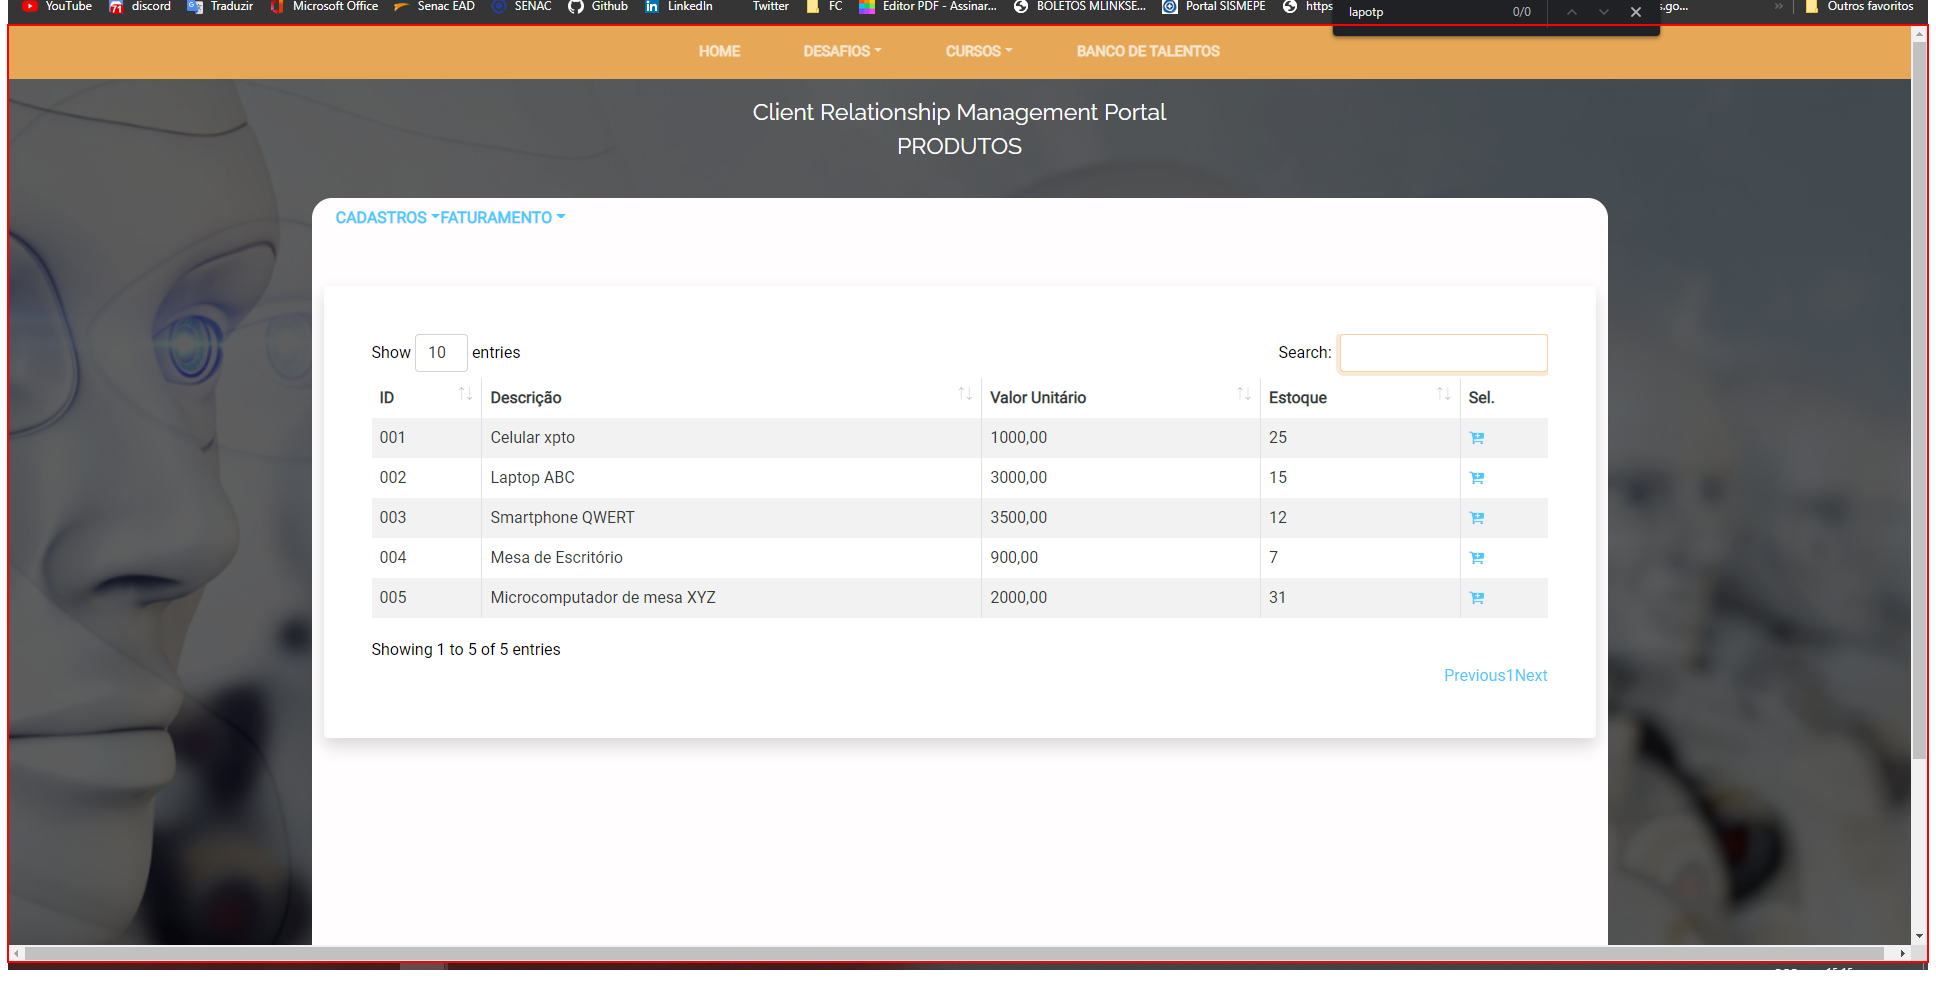 YouTube discord Traduzir Microsoft Office Senac EAD SENAC Github LinkedIn Twitter FC Editor PDF - Assinar... BOLETOS MLINKSE... Portal SISMEPE https s.go... » Outros favoritos
lapotp 0/0
HOME DESAFIOS CURSOS BANCO DE TALENTOS
Client Relationship Management Portal
PRODUTOS
CADASTROS FATURAMENTO
Show 10 entries Search:
ID Descrição Valor Unitário Estoque Sel.
001 Celular xpto 1000,00 25
002 Laptop ABC 3000,00 15
003 Smartphone QWERT 3500,00 12
004 Mesa de Escritório 900,00 7
005 Microcomputador de mesa XYZ 2000,00 31
Showing 1 to 5 of 5 entries
Previous1Next